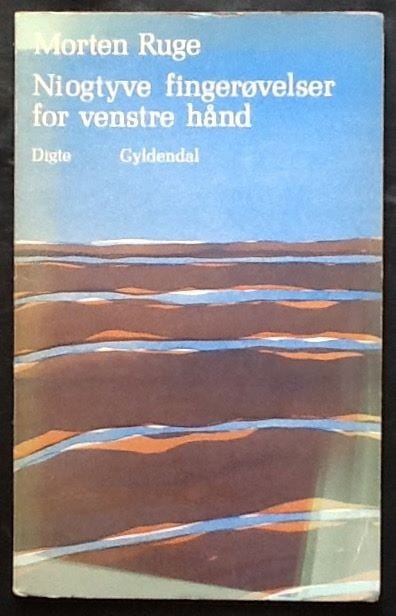 Morten Ruge
Niogtyve fingerøvelser
for venstre hånd
Digte Gyldendal